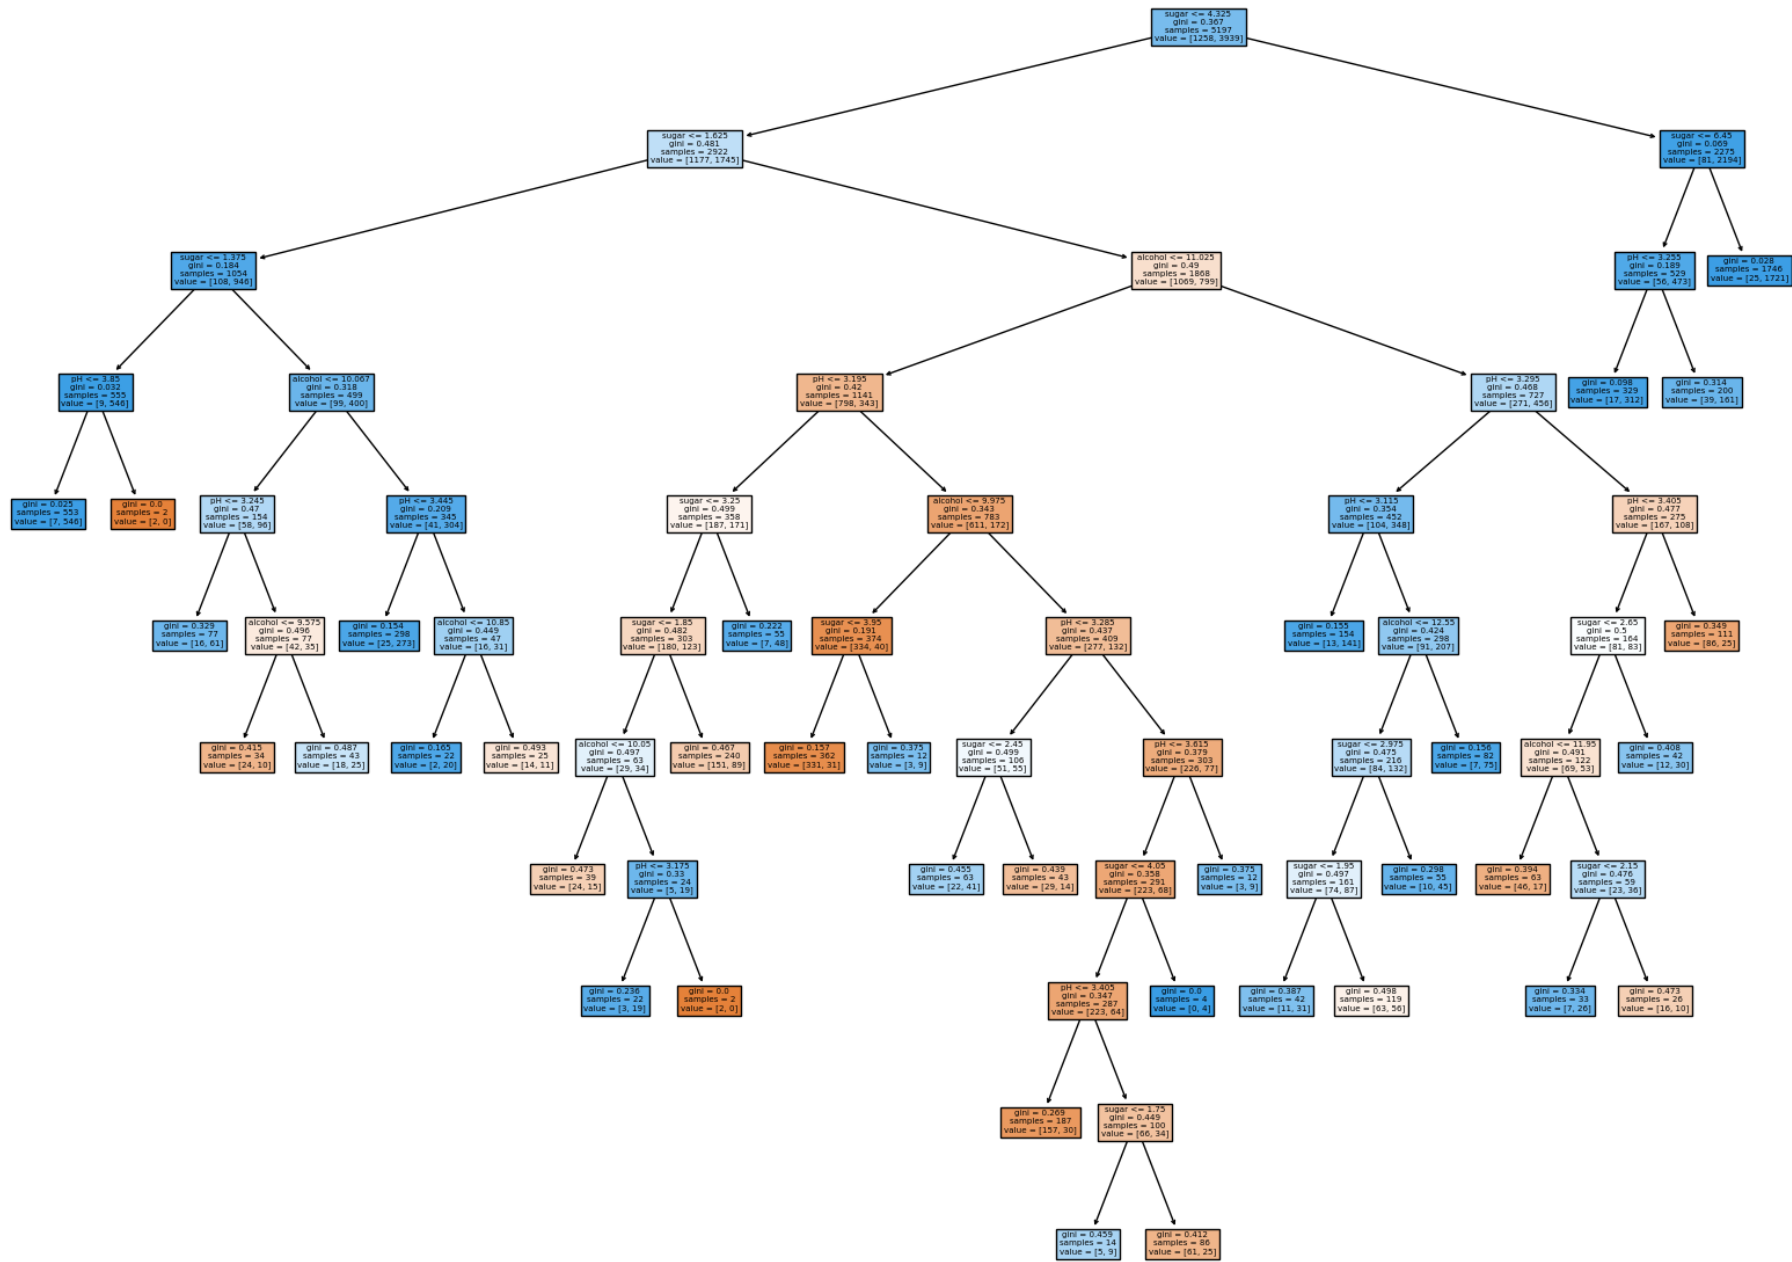 sugar <= 4.325
gini = 0.367
samples = 5197
value = [1258, 3939]
sugar <= 1.625
gini = 0.481
samples = 2922
value = [1177, 1745]
sugar <= 6.45
gini = 0.069
samples = 2275
value = [81, 2194]
sugar <= 1.375
gini = 0.184
samples = 1054
value = [108, 946]
alcohol <= 11.025
gini = 0.49
samples = 1868
value = [1069, 799]
pH <= 3.255
gini = 0.189
samples = 529
value = [56, 473]
gini = 0.028
samples = 1746
value = [25, 1721]
pH <= 3.85
gini = 0.032
samples = 555
value = [9, 546]
alcohol <= 10.067
gini = 0.318
samples = 499
value = [99, 400]
pH <= 3.195
gini = 0.42
samples = 1141
value = [798, 343]
pH <= 3.295
gini = 0.468
samples = 727
value = [271, 456]
gini = 0.098
samples = 329
value = [17, 312]
gini = 0.314
samples = 200
value = [39, 161]
gini = 0.025
samples = 553
value = [7, 546]
gini = 0.0
samples = 2
value = [2, 0]
pH <= 3.245
gini = 0.47
samples = 154
value = [58, 96]
pH <= 3.445
gini = 0.209
samples = 345
value = [41, 304]
sugar <= 3.25
gini = 0.499
samples = 358
value = [187, 171]
alcohol <= 9.975
gini = 0.343
samples = 783
value = [611, 172]
pH <= 3.115
gini = 0.354
samples = 452
value = [104, 348]
pH <= 3.405
gini = 0.477
samples = 275
value = [167, 108]
gini = 0.329
samples = 77
value = [16, 61]
alcohol <= 9.575
gini = 0.496
samples = 77
value = [42, 35]
gini = 0.154
samples = 298
value = [25, 273]
alcohol <= 10.85
gini = 0.449
samples = 47
value = [16, 31]
sugar <= 1.85
gini = 0.482
samples = 303
value = [180, 123]
gini = 0.222
samples = 55
value = [7, 48]
sugar <= 3.95
gini = 0.191
samples = 374
value = [334, 40]
pH <= 3.285
gini = 0.437
samples = 409
value = [277, 132]
gini = 0.155
samples = 154
value = [13, 141]
alcohol <= 12.55
gini = 0.424
samples = 298
value = [91, 207]
sugar <= 2.65
gini = 0.5
samples = 164
value = [81, 83]
gini = 0.349
samples = 111
value = [86, 25]
gini = 0.415
samples = 34
value = [24, 10]
gini = 0.487
samples = 43
value = [18, 25]
gini = 0.165
samples = 22
value = [2, 20]
gini = 0.493
samples = 25
value = [14, 11]
alcohol <= 10.05
gini = 0.497
samples = 63
value = [29, 34]
gini = 0.467
samples = 240
value = [151, 89]
gini = 0.157
samples = 362
value = [331, 31]
gini = 0.375
samples = 12
value = [3, 9]
sugar <= 2.45
gini = 0.499
samples = 106
value = [51, 55]
pH <= 3.615
gini = 0.379
samples = 303
value = [226, 77]
sugar <= 2.975
gini = 0.475
samples = 216
value = [84, 132]
gini = 0.156
samples = 82
value = [7, 75]
alcohol <= 11.95
gini = 0.491
samples = 122
value = [69, 53]
gini = 0.408
samples = 42
value = [12, 30]
gini = 0.473
samples = 39
value = [24, 15]
pH <= 3.175
gini = 0.33
samples = 24
value = [5, 19]
gini = 0.455
samples = 63
value = [22, 41]
gini = 0.439
samples = 43
value = [29, 14]
sugar <= 4.05
gini = 0.358
samples = 291
value = [223, 68]
gini = 0.375
samples = 12
value = [3, 9]
sugar <= 1.95
gini = 0.497
samples = 161
value = [74, 87]
gini = 0.298
samples = 55
value = [10, 45]
gini = 0.394
samples = 63
value = [46, 17]
sugar <= 2.15
gini = 0.476
samples = 59
value = [23, 36]
gini = 0.236
samples = 22
value = [3, 19]
gini = 0.0
samples = 2
value = [2, 0]
pH <= 3.405
gini = 0.347
samples = 287
value = [223, 64]
gini = 0.0
samples = 4
value = [0, 4]
gini = 0.387
samples = 42
value = [11, 31]
gini = 0.498
samples = 119
value = [63, 56]
gini = 0.334
samples = 33
value = [7, 26]
gini = 0.473
samples = 26
value = [16, 10]
gini = 0.269
samples = 187
value = [157, 30]
sugar <= 1.75
gini = 0.449
samples = 100
value = [66, 34]
gini = 0.459
samples = 14
value = [5, 9]
gini = 0.412
samples = 86
value = [61, 25]